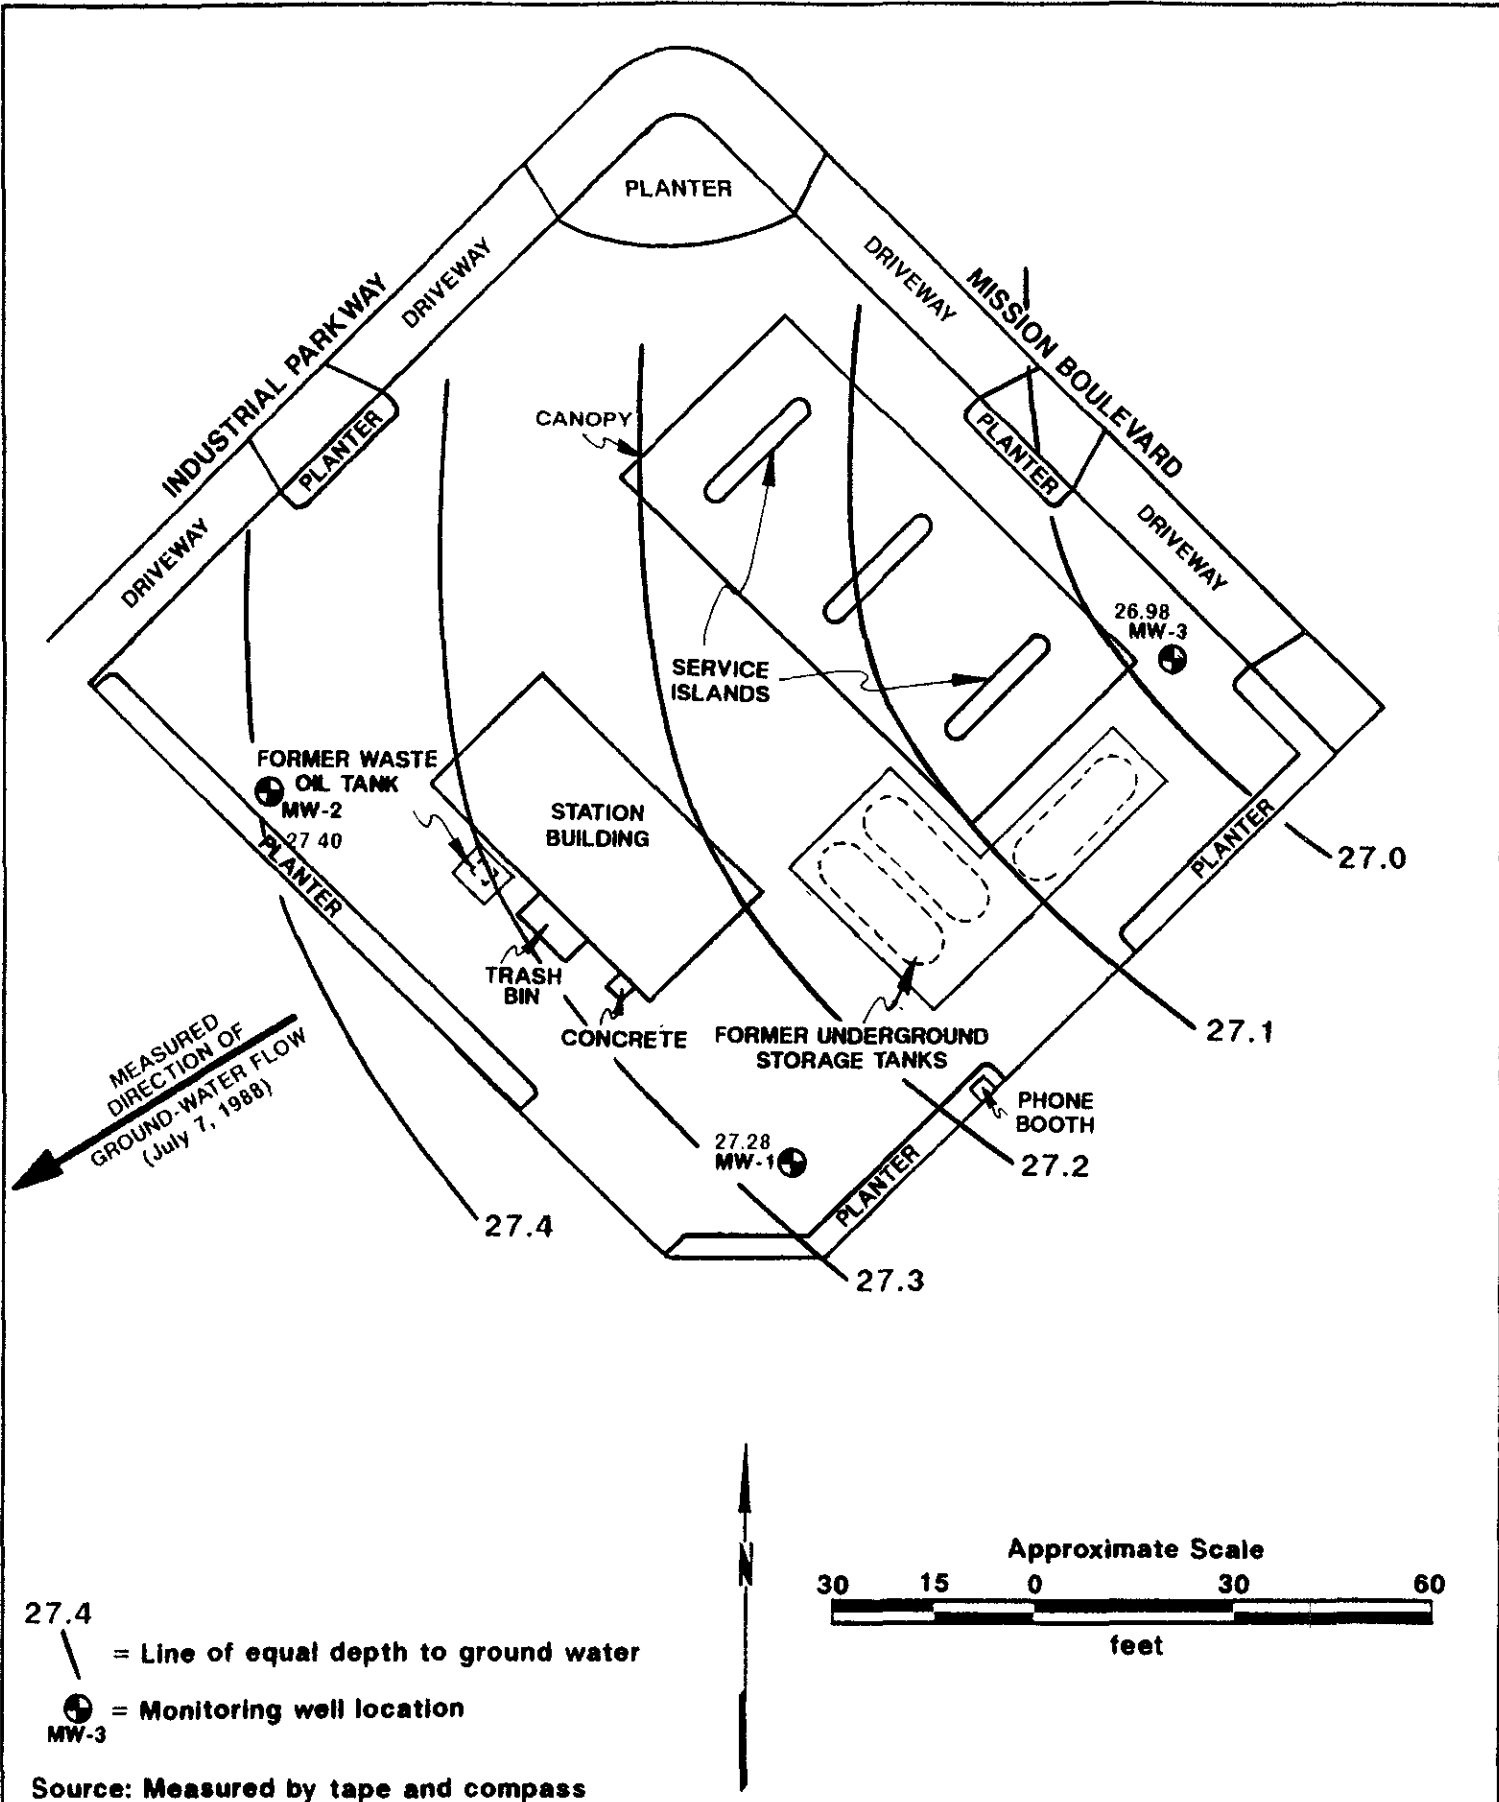 PLANTER
INDUSTRIAL PARKWAY
DRIVEWAY
DRIVEWAY
MISSION BOULEVARD
CANOPY
PLANTER
PLANTER
DRIVEWAY
DRIVEWAY
26.98
MW-3
SERVICE
ISLANDS
FORMER WASTE
OIL TANK
MW-2
27 40
PLANTER
STATION
BUILDING
PLANTER
27.0
TRASH
BIN
CONCRETE
FORMER UNDERGROUND
STORAGE TANKS
27.1
MEASURED
DIRECTION OF
GROUND-WATER FLOW
(July 7, 1988)
PHONE
BOOTH
27.28
MW-1
27.2
PLANTER
27.4
27.3
N
Approximate Scale
30 15 0 30 60
feet
27.4
= Line of equal depth to ground water
= Monitoring well location
MW-3
Source: Measured by tape and compass